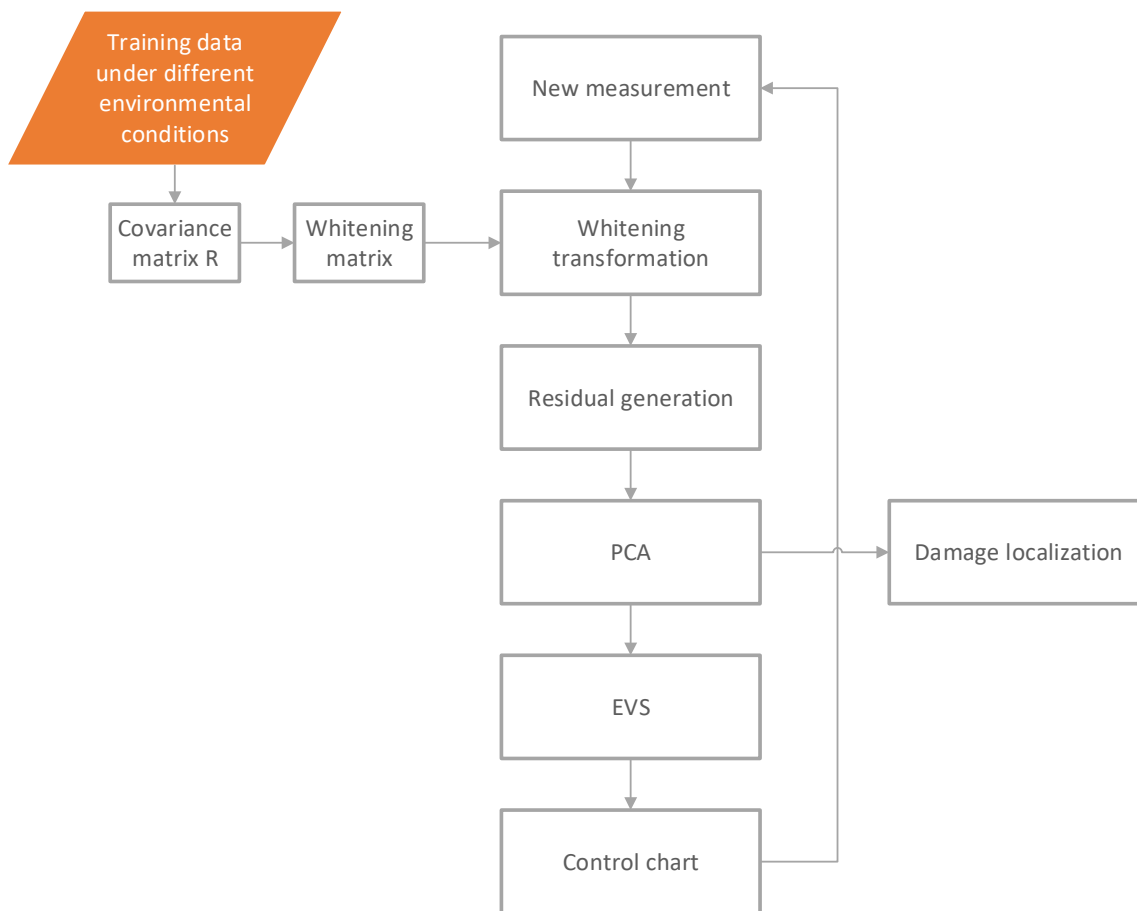 Training data
under different
environmental
conditions
New measurement
Covariance
matrix R
Whitening
matrix
Whitening
transformation
Residual generation
PCA
Damage localization
EVS
Control chart